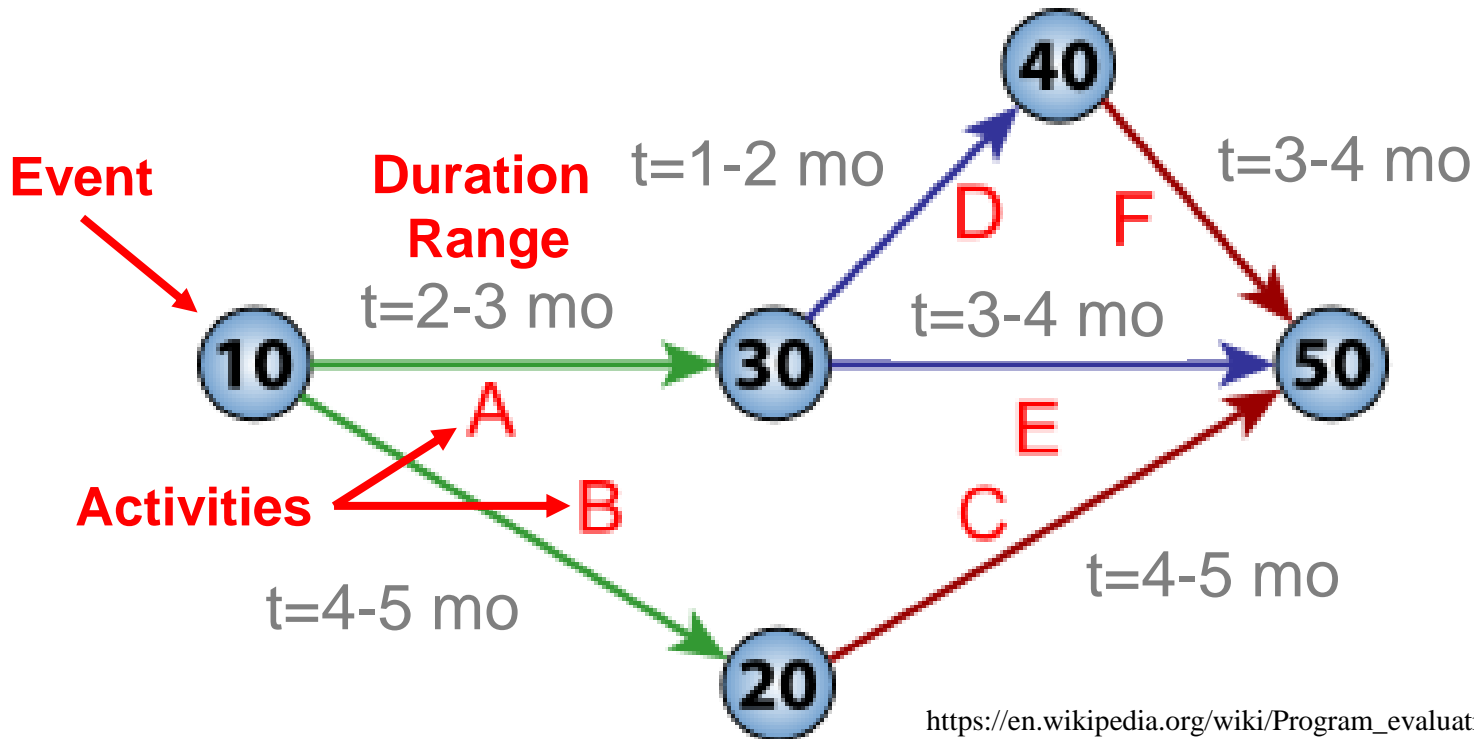 40
Event
Duration
Range
t=1-2 mo
t=3-4 mo
D
F
t=2-3 mo
t=3-4 mo
10
30
50
A
E
Activities
B
C
t=4-5 mo
t=4-5 mo
20
https://en.wikipedia.org/wiki/Program_evaluat